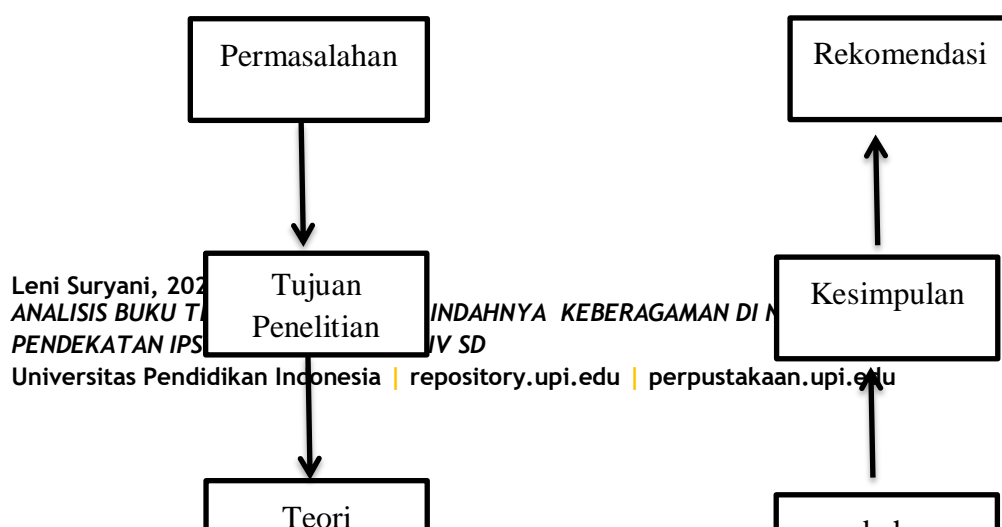 Permasalahan
Rekomendasi
Tujuan
Penelitian
Kesimpulan
Leni Suryani, 202
ANALISIS BUKU INDAHNYA KEBERAGAMAN DI
PENDEKATAN IPS IV SD
Universitas Pendidikan Indonesia | repository.upi.edu | perpustakaan.upi.edu
Teori